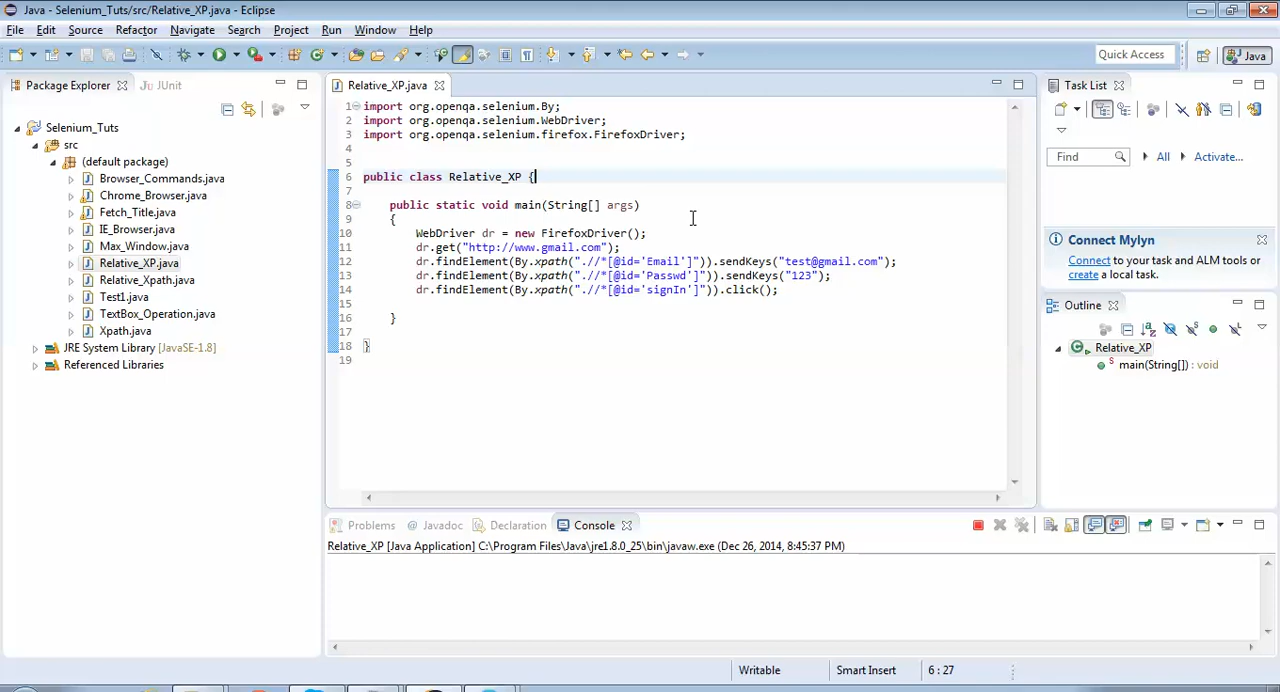 Java - Selenium_Tuts/src/Relative_XP.java - Eclipse
File Edit Source Refactor Navigate Search Project Run Window Help
Quick Access
Java
Package Explorer
JUnit
Selenium_Tuts
src
(default package)
Browser_Commands.java
Chrome_Browser.java
Fetch_Title.java
IE_Browser.java
Max_Window.java
Relative_XP.java
Relative_Xpath.java
Test1.java
TextBox_Operation.java
Xpath.java
JRE System Library [JavaSE-1.8]
Referenced Libraries
Relative_XP.java
1 import org.openqa.selenium.By;
2 import org.openqa.selenium.WebDriver;
3 import org.openqa.selenium.firefox.FirefoxDriver;
4
5
6 public class Relative_XP {
7
8 public static void main(String[] args)
9 {
10 WebDriver dr = new FirefoxDriver();
11 dr.get("http://www.gmail.com");
12 dr.findElement(By.xpath(".//*[@id='Email']")).sendKeys("test@gmail.com");
13 dr.findElement(By.xpath(".//*[@id='Passwd']")).sendKeys("123");
14 dr.findElement(By.xpath(".//*[@id='signIn']")).click();
15
16 }
17
18 }
19
Task List
Find All Activate...
Connect Mylyn
Connect to your task and ALM tools or
create a local task.
Outline
Relative_XP
main(String[]) : void
Problems @ Javadoc Declaration Console
Relative_XP [Java Application] C:\Program Files\Java\jre1.8.0_25\bin\javaw.exe (Dec 26, 2014, 8:45:37 PM)
Writable Smart Insert 6 : 27